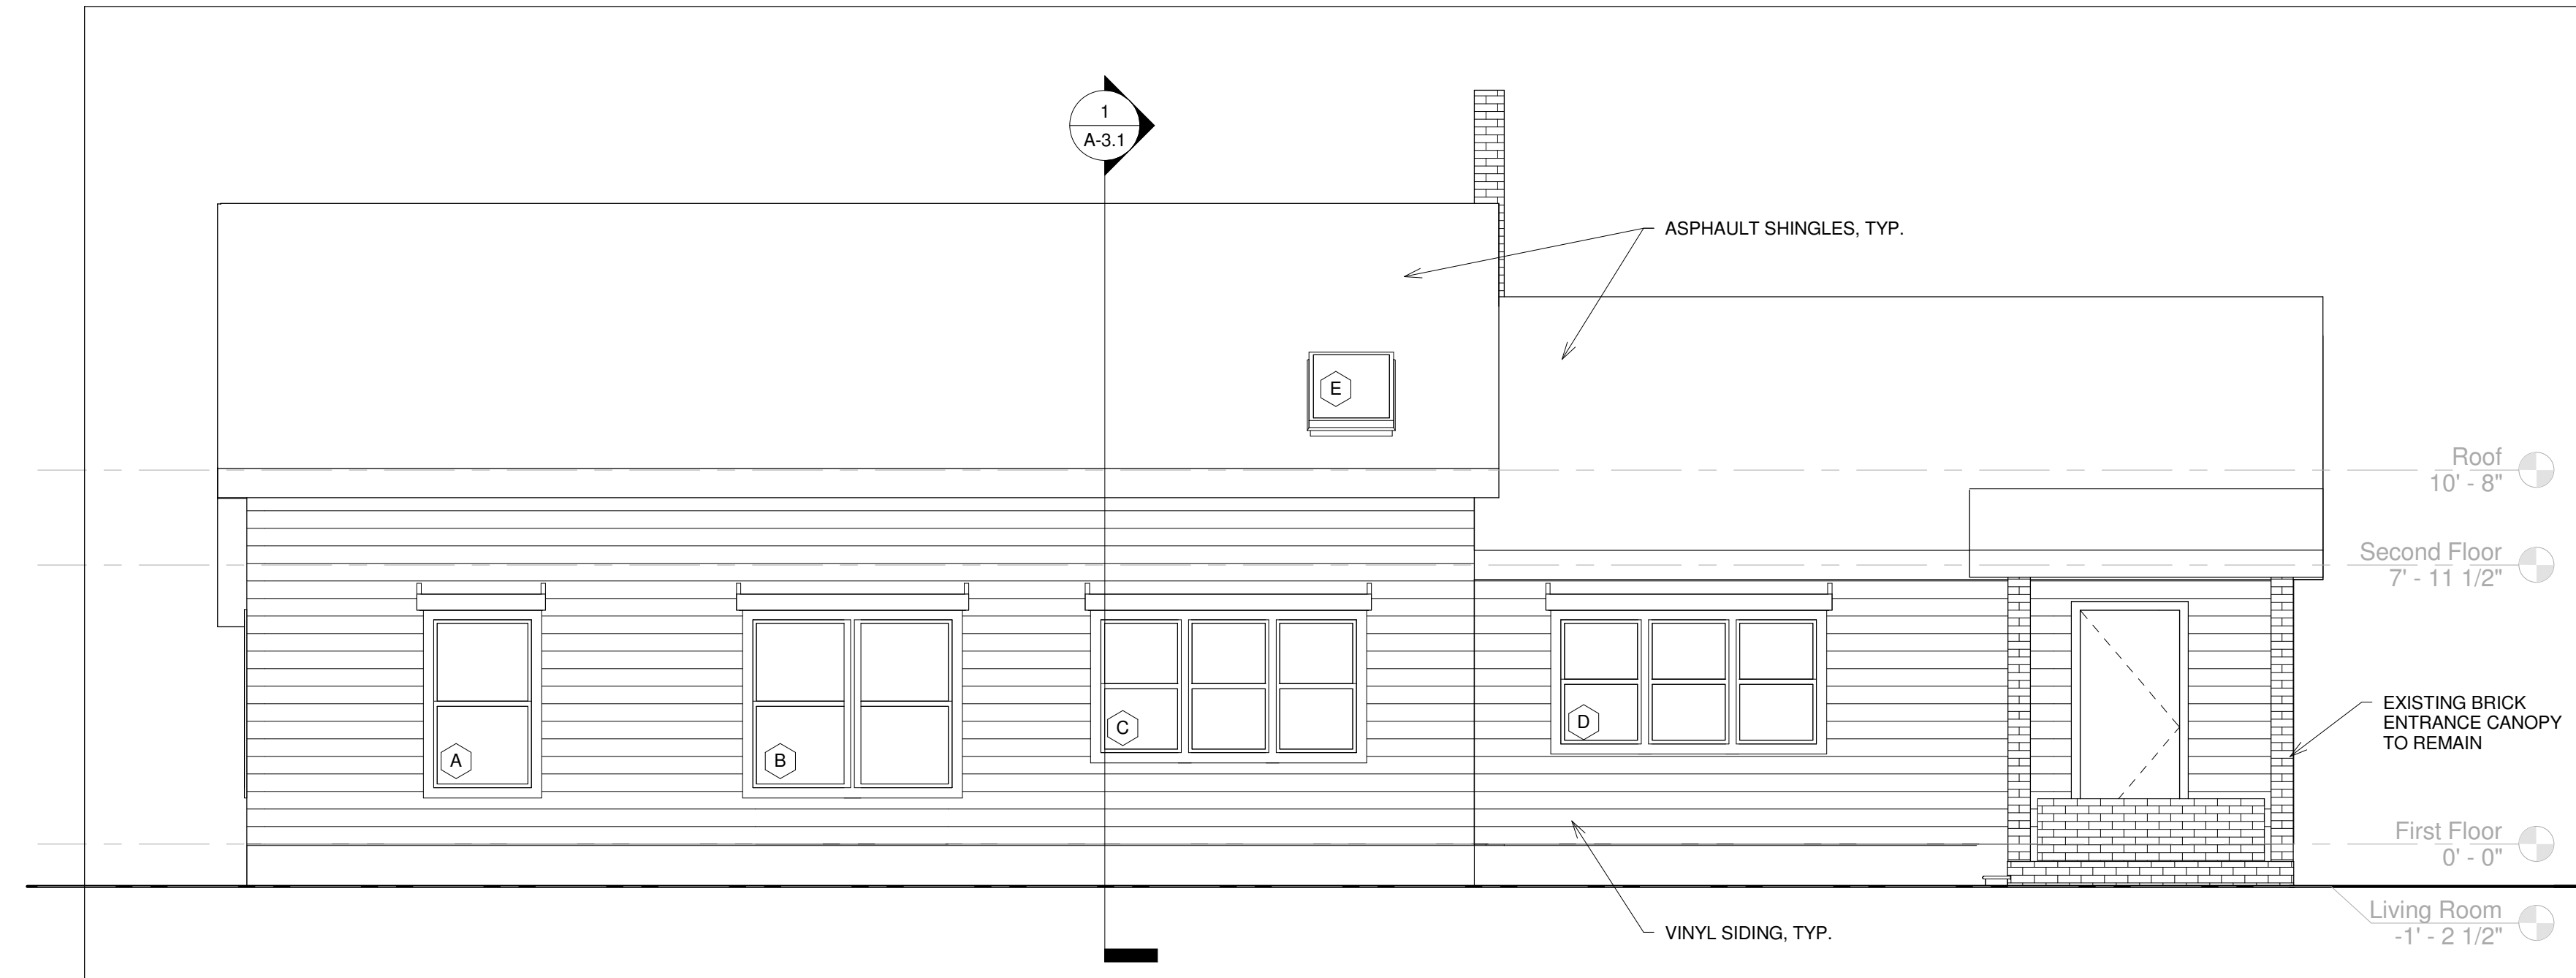 1
A-3.1
ASPHAULT SHINGLES, TYP.
E
Roof
10' - 8"
Second Floor
7' - 11 1/2"
A
B
C
D
EXISTING BRICK
ENTRANCE CANOPY
TO REMAIN
First Floor
0' - 0"
Living Room
-1' - 2 1/2"
VINYL SIDING, TYP.